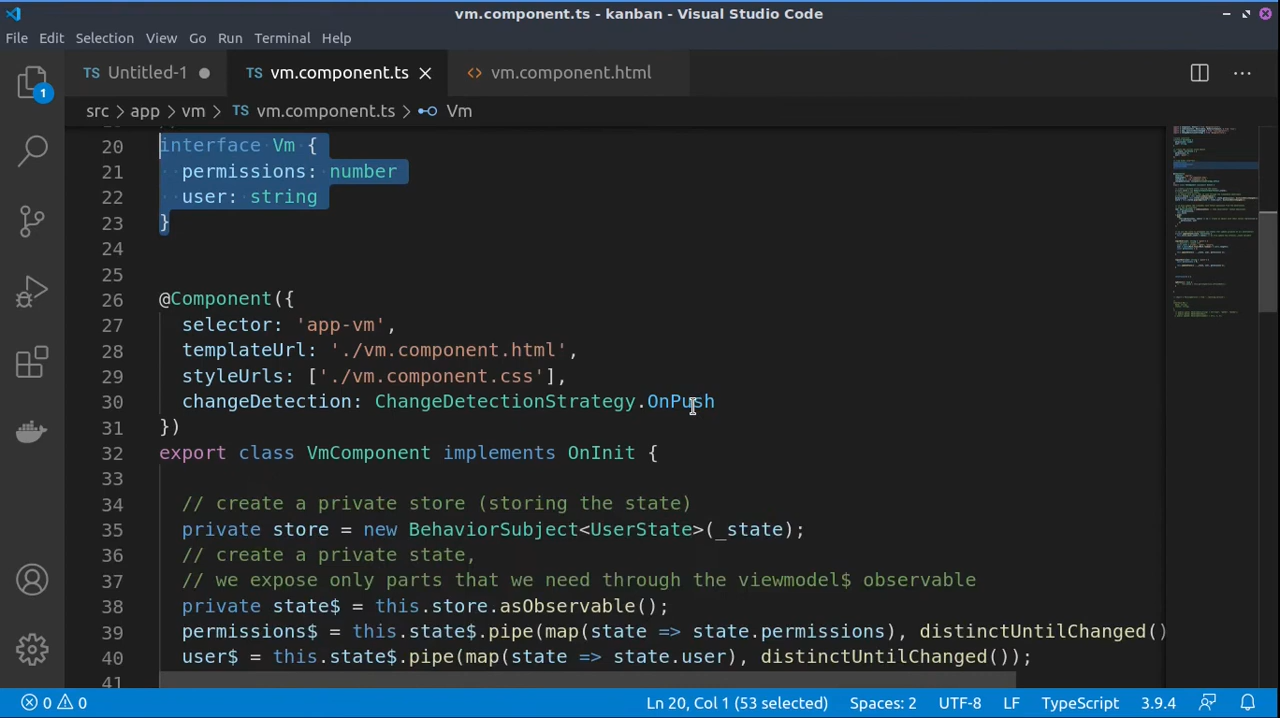 vm.component.ts - kanban - Visual Studio Code
File Edit Selection View Go Run Terminal Help
TS Untitled-1 ● TS vm.component.ts × <> vm.component.html
src > app > vm > TS vm.component.ts > Vm
1
20 interface Vm {
21 permissions: number
22 user: string
23 }
24
25
26 @Component({
27 selector: 'app-vm',
28 templateUrl: './vm.component.html',
29 styleUrls: ['./vm.component.css'],
30 changeDetection: ChangeDetectionStrategy.OnPush
31 })
32 export class VmComponent implements OnInit {
33
34 // create a private store (storing the state)
35 private store = new BehaviorSubject<UserState>(_state);
36 // create a private state,
37 // we expose only parts that we need through the viewmodel$ observable
38 private state$ = this.store.asObservable();
39 permissions$ = this.state$.pipe(map(state => state.permissions), distinctUntilChanged()
40 user$ = this.state$.pipe(map(state => state.user), distinctUntilChanged());
41
0 0 Ln 20, Col 1 (53 selected) Spaces: 2 UTF-8 LF TypeScript 3.9.4